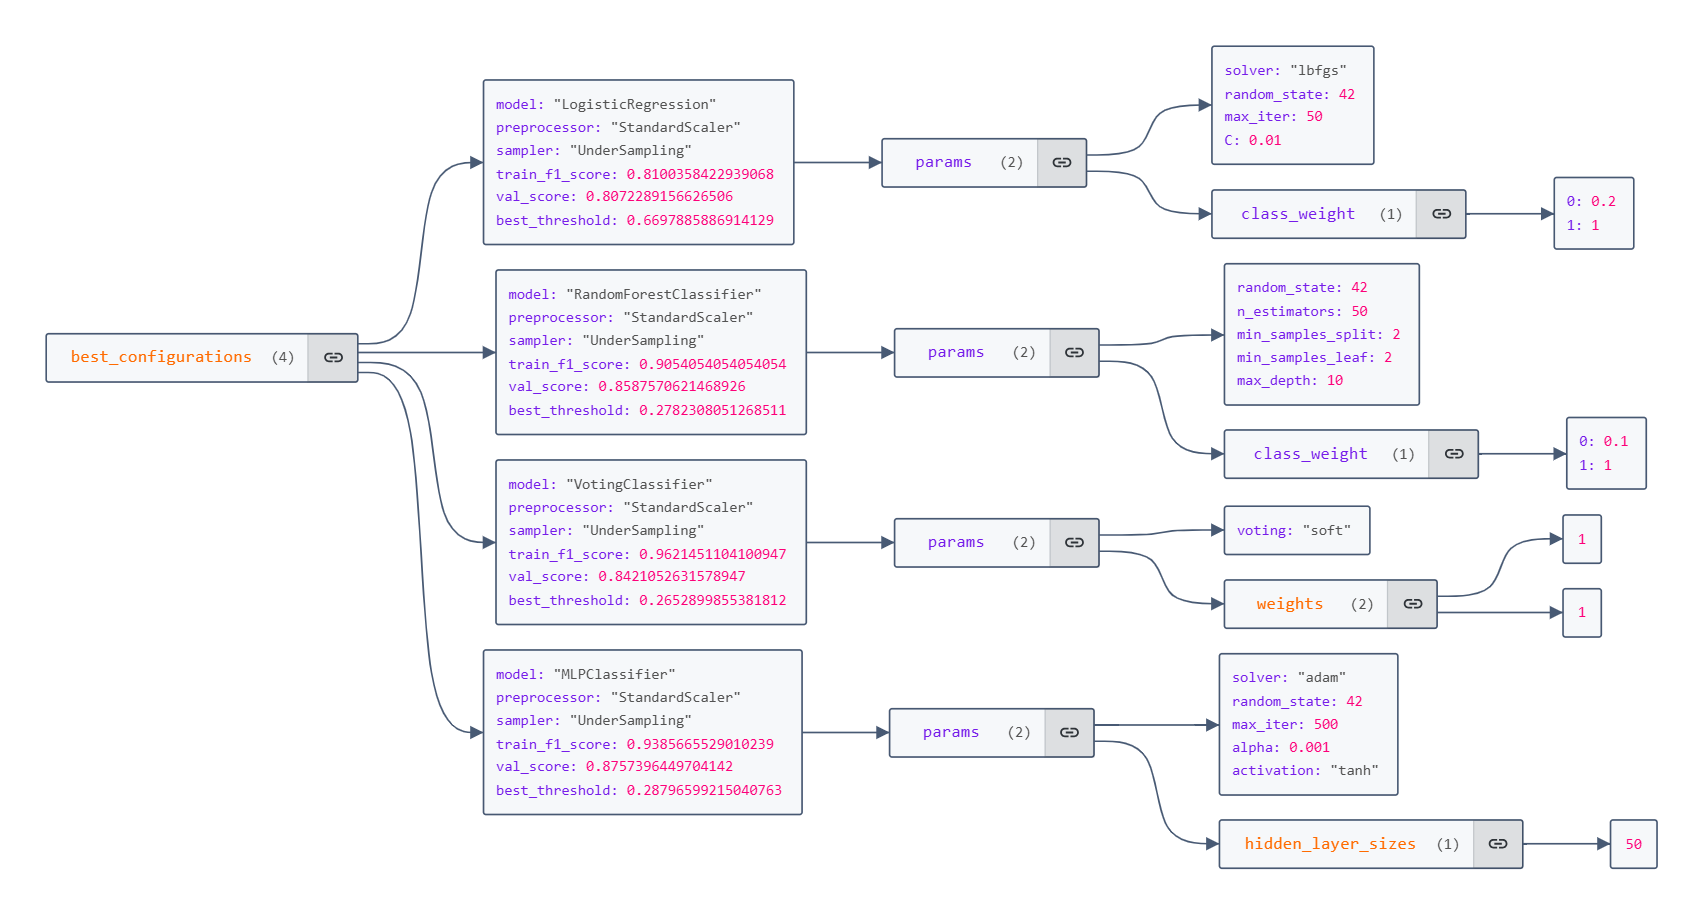 best_configurations (4)
model: "LogisticRegression"
preprocessor: "StandardScaler"
sampler: "UnderSampling"
train_f1_score: 0.8100358422939068
val_score: 0.8072289156626506
best_threshold: 0.6697885886914129
params (2)
solver: "lbfgs"
random_state: 42
max_iter: 50
C: 0.01
class_weight (1)
0: 0.2
1: 1
model: "RandomForestClassifier"
preprocessor: "StandardScaler"
sampler: "UnderSampling"
train_f1_score: 0.9054054054054054
val_score: 0.8587570621468926
best_threshold: 0.2782308051268511
params (2)
random_state: 42
n_estimators: 50
min_samples_split: 2
min_samples_leaf: 2
max_depth: 10
class_weight (1)
0: 0.1
1: 1
model: "VotingClassifier"
preprocessor: "StandardScaler"
sampler: "UnderSampling"
train_f1_score: 0.9621451104100947
val_score: 0.8421052631578947
best_threshold: 0.2652899855381812
params (2)
voting: "soft"
weights (2)
1
1
model: "MLPClassifier"
preprocessor: "StandardScaler"
sampler: "UnderSampling"
train_f1_score: 0.9385665529010239
val_score: 0.8757396449704142
best_threshold: 0.28796599215040763
params (2)
solver: "adam"
random_state: 42
max_iter: 500
alpha: 0.001
activation: "tanh"
hidden_layer_sizes (1)
50